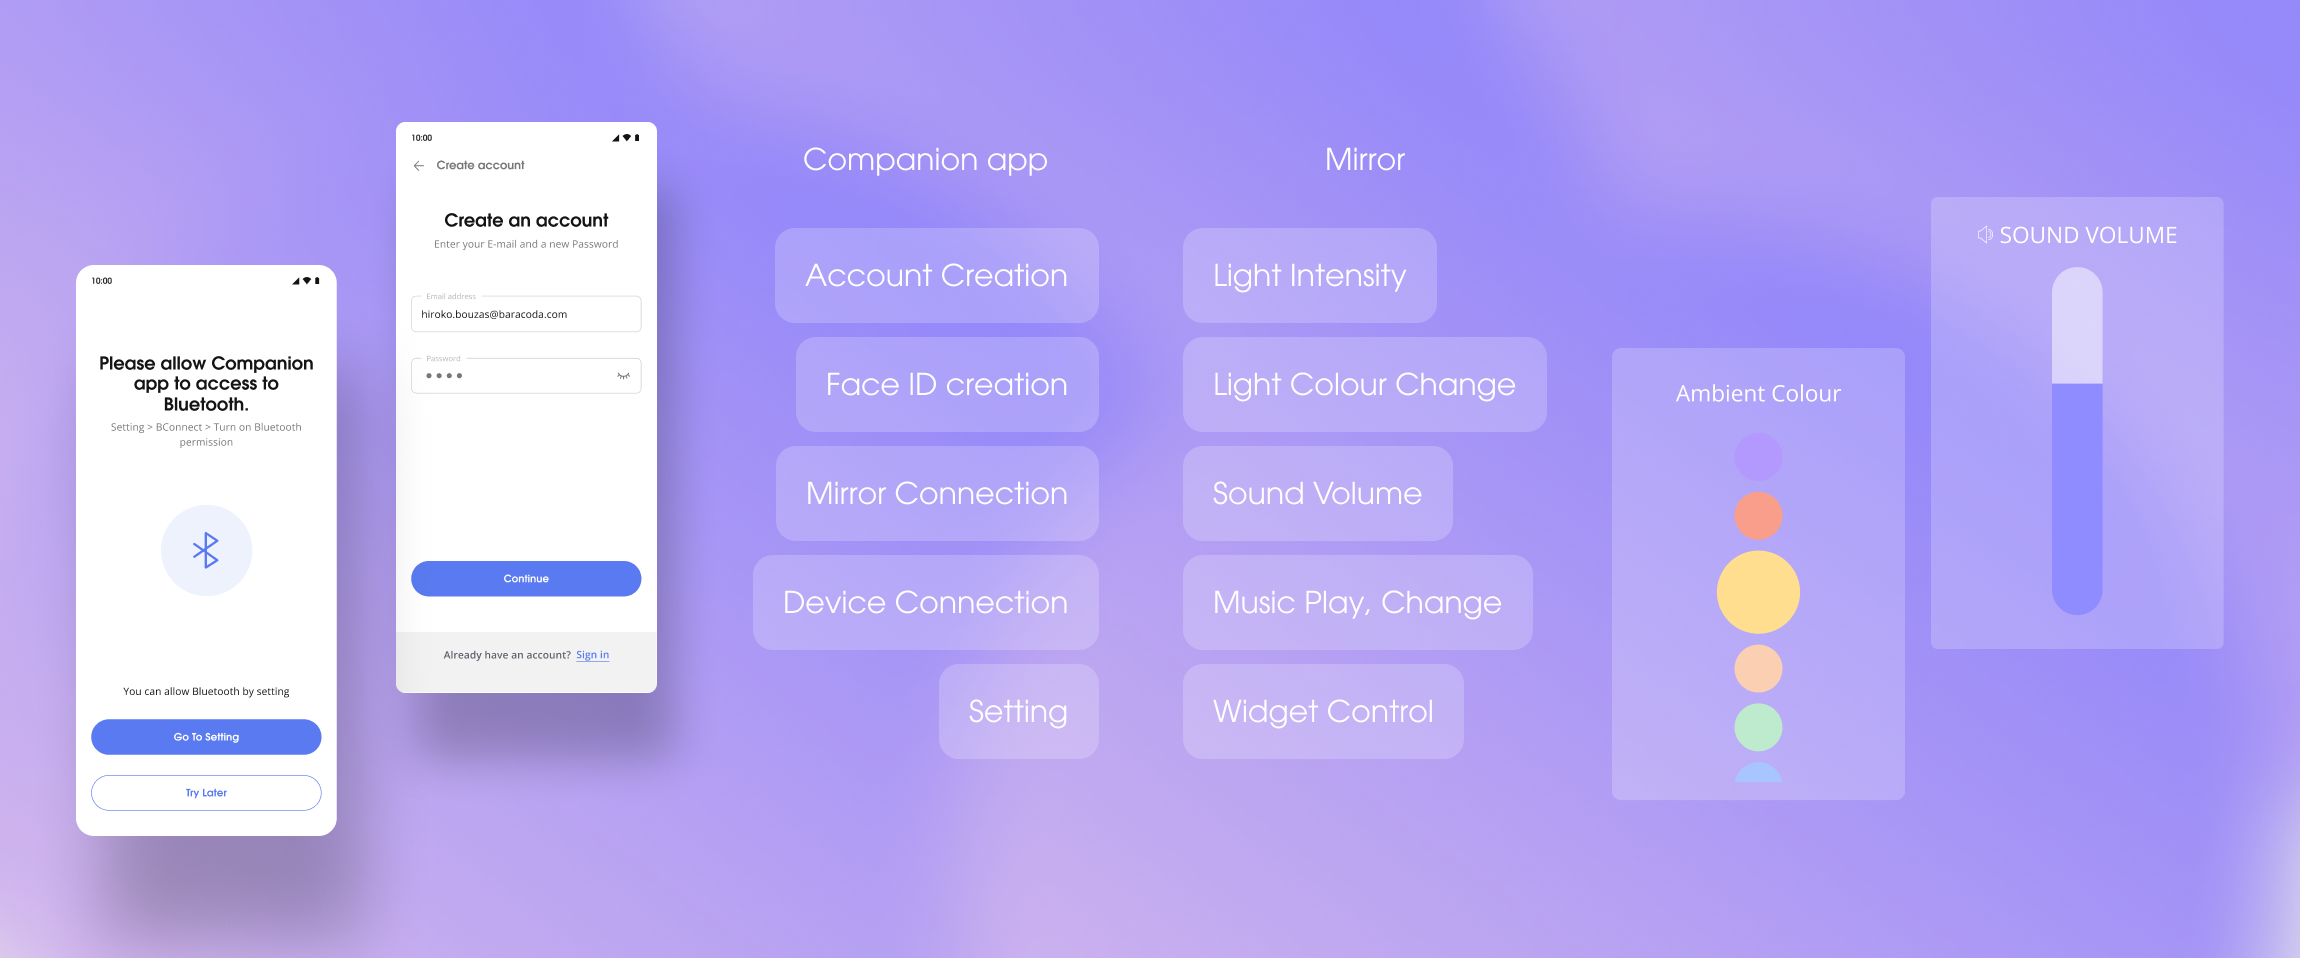 10:00
Please allow Companion
app to access to
Bluetooth.
Setting > BConnect > Turn on Bluetooth
permission
You can allow Bluetooth by setting
Go To Setting
Try Later
10:00
Create account
Create an account
Enter your E-mail and a new Password
Email address
hiroko.bouzas@baracoda.com
Password
Continue
Already have an account? Sign in
Companion app
Account Creation
Face ID creation
Mirror Connection
Device Connection
Setting
Mirror
Light Intensity
Light Colour Change
Sound Volume
Music Play, Change
Widget Control
Ambient Colour
SOUND VOLUME